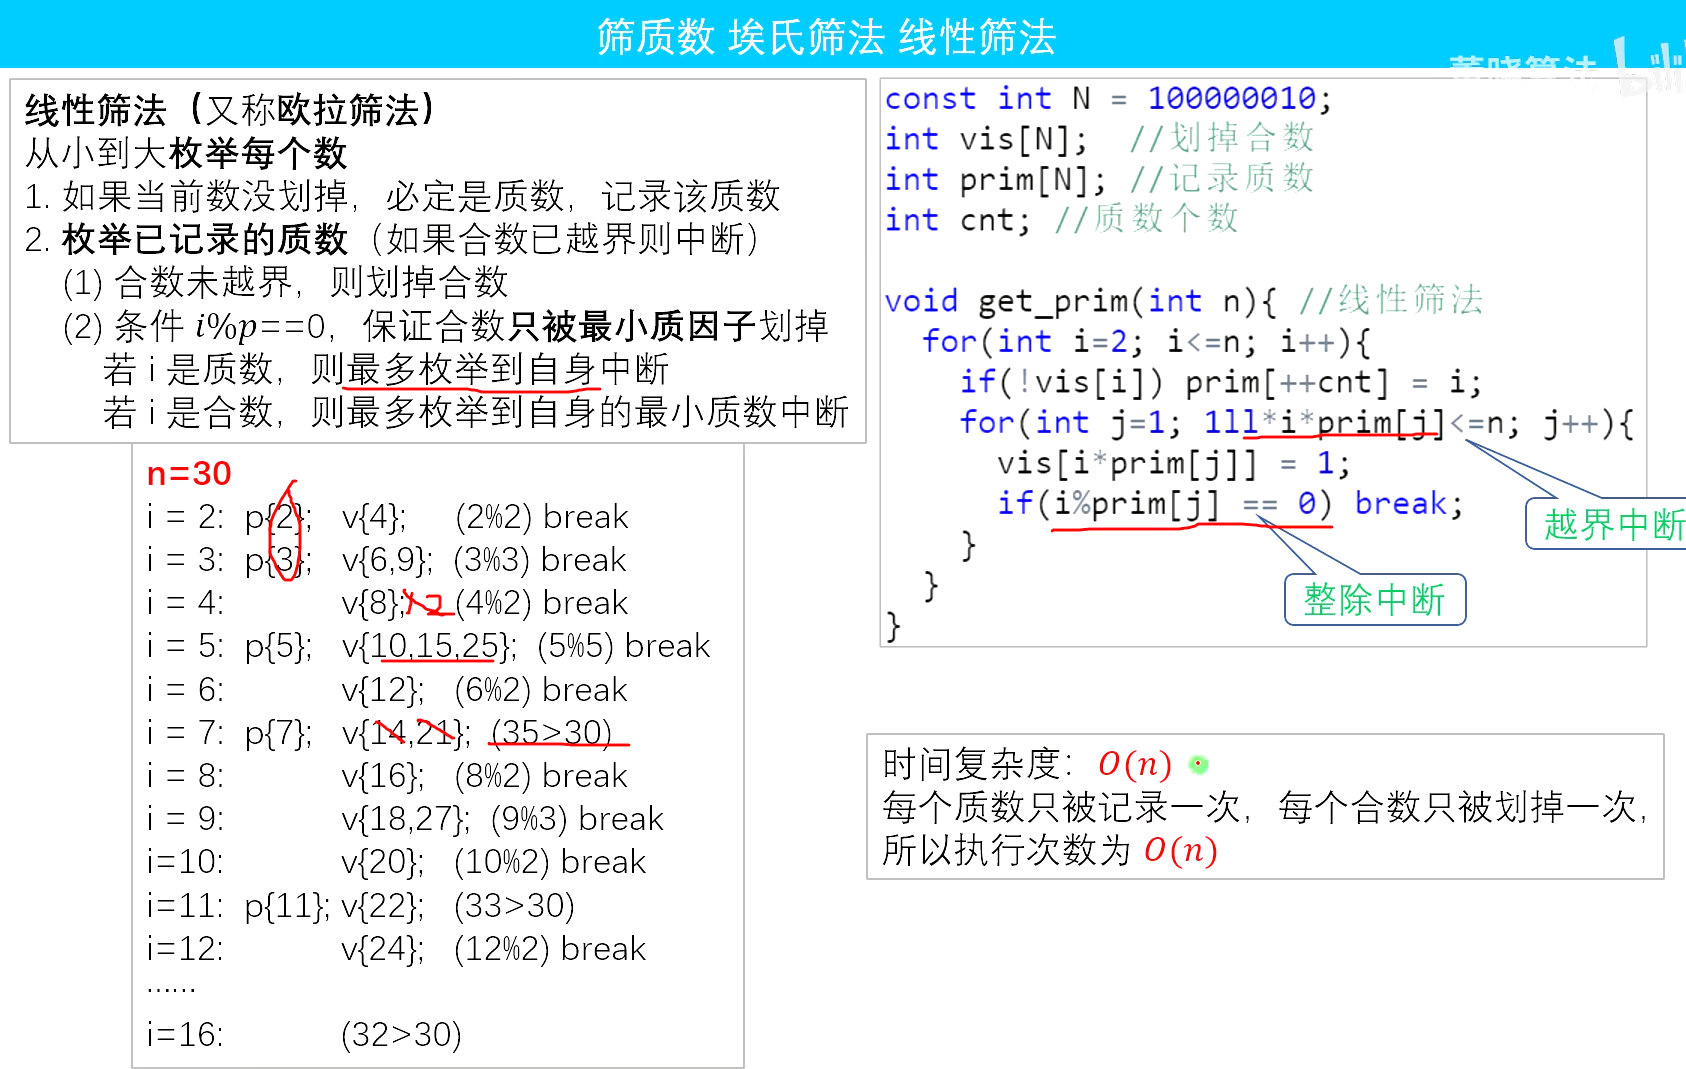 筛质数 埃氏筛法 线性筛法
董晓算法 bili
线性筛法（又称欧拉筛法）
从小到大枚举每个数
1. 如果当前数没划掉，必定是质数，记录该质数
2. 枚举已记录的质数（如果合数已越界则中断）
(1) 合数未越界，则划掉合数
(2) 条件 i%p==0，保证合数只被最小质因子划掉
若 i 是质数，则最多枚举到自身中断
若 i 是合数，则最多枚举到自身的最小质数中断
n=30
i = 2: p{2}; v{4}; (2%2) break
i = 3: p{3}; v{6,9}; (3%3) break
i = 4: v{8}; 12 (4%2) break
i = 5: p{5}; v{10,15,25}; (5%5) break
i = 6: v{12}; (6%2) break
i = 7: p{7}; v{14,21}; (35>30)
i = 8: v{16}; (8%2) break
i = 9: v{18,27}; (9%3) break
i=10: v{20}; (10%2) break
i=11: p{11}; v{22}; (33>30)
i=12: v{24}; (12%2) break
……
i=16: (32>30)
const int N = 100000010;
int vis[N]; //划掉合数
int prim[N]; //记录质数
int cnt; //质数个数
void get_prim(int n){ //线性筛法
for(int i=2; i<=n; i++){
if(!vis[i]) prim[++cnt] = i;
for(int j=1; 1ll*i*prim[j]<=n; j++){
vis[i*prim[j]] = 1;
if(i%prim[j] == 0) break;
}
}
}
越界中断
整除中断
时间复杂度：O(n)
每个质数只被记录一次，每个合数只被划掉一次，
所以执行次数为 O(n)